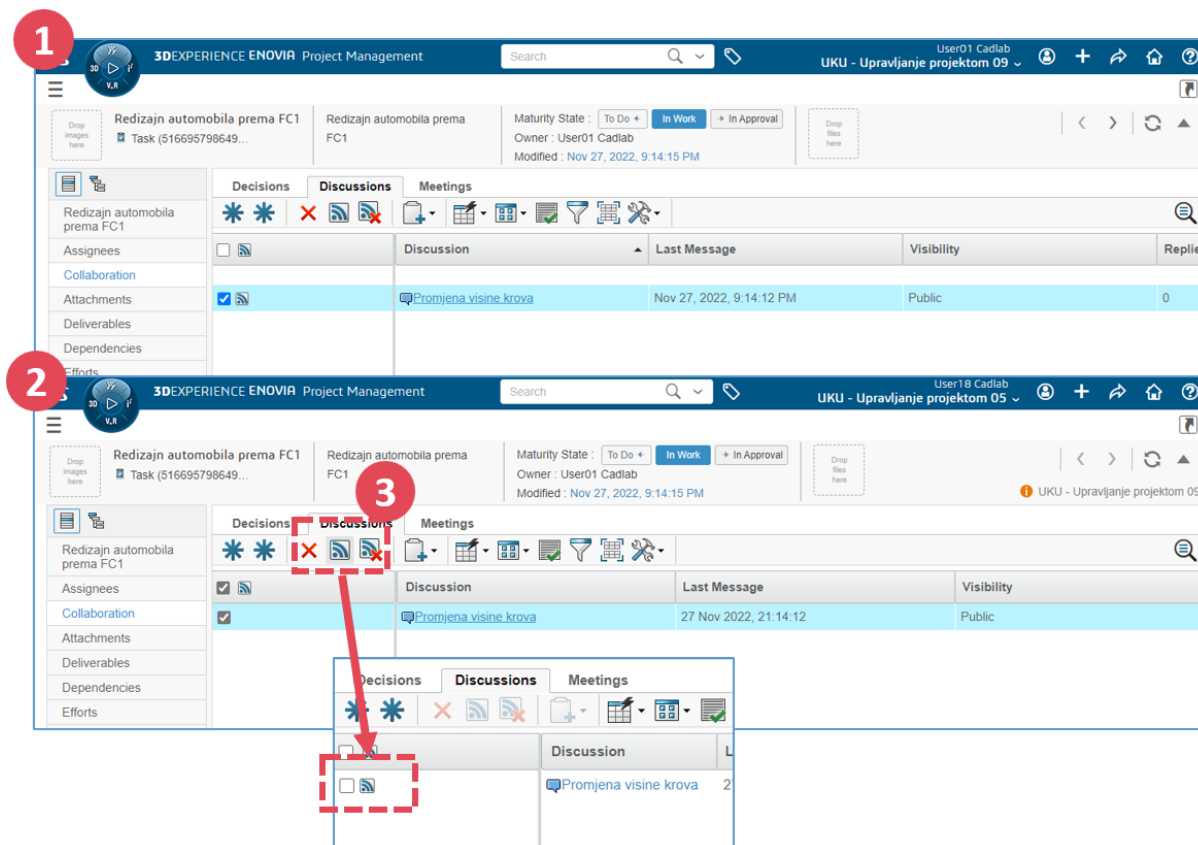 1
3DEXPERIENCE ENOVIA Project Management
Search
User01 Cadlab
UKU - Upravljanje projektom 09
3D
V.R
Drop images here
Redizajn automobila prema FC1
Task (516695798649...
Redizajn automobila prema FC1
Maturity State : To Do In Work In Approval
Owner : User01 Cadlab
Modified : Nov 27, 2022, 9:14:15 PM
Drop files here
Decisions Discussions Meetings
Redizajn automobila prema FC1
Assignees
Collaboration
Attachments
Deliverables
Dependencies
Efforts
Discussion Last Message Visibility Replie
Promjena visine krova Nov 27, 2022, 9:14:12 PM Public 0
2
3DEXPERIENCE ENOVIA Project Management
Search
User18 Cadlab
UKU - Upravljanje projektom 05
3D
V.R
Drop images here
Redizajn automobila prema FC1
Task (516695798649...
Redizajn automobila prema FC1
Maturity State : To Do In Work In Approval
Owner : User01 Cadlab
Modified : Nov 27, 2022, 9:14:15 PM
Drop files here
UKU - Upravljanje projektom 09
3
Decisions Discussions Meetings
Redizajn automobila prema FC1
Assignees
Collaboration
Attachments
Deliverables
Dependencies
Efforts
Discussion Last Message Visibility
Promjena visine krova 27 Nov 2022, 21:14:12 Public
Decisions Discussions Meetings
Discussion L
Promjena visine krova 2